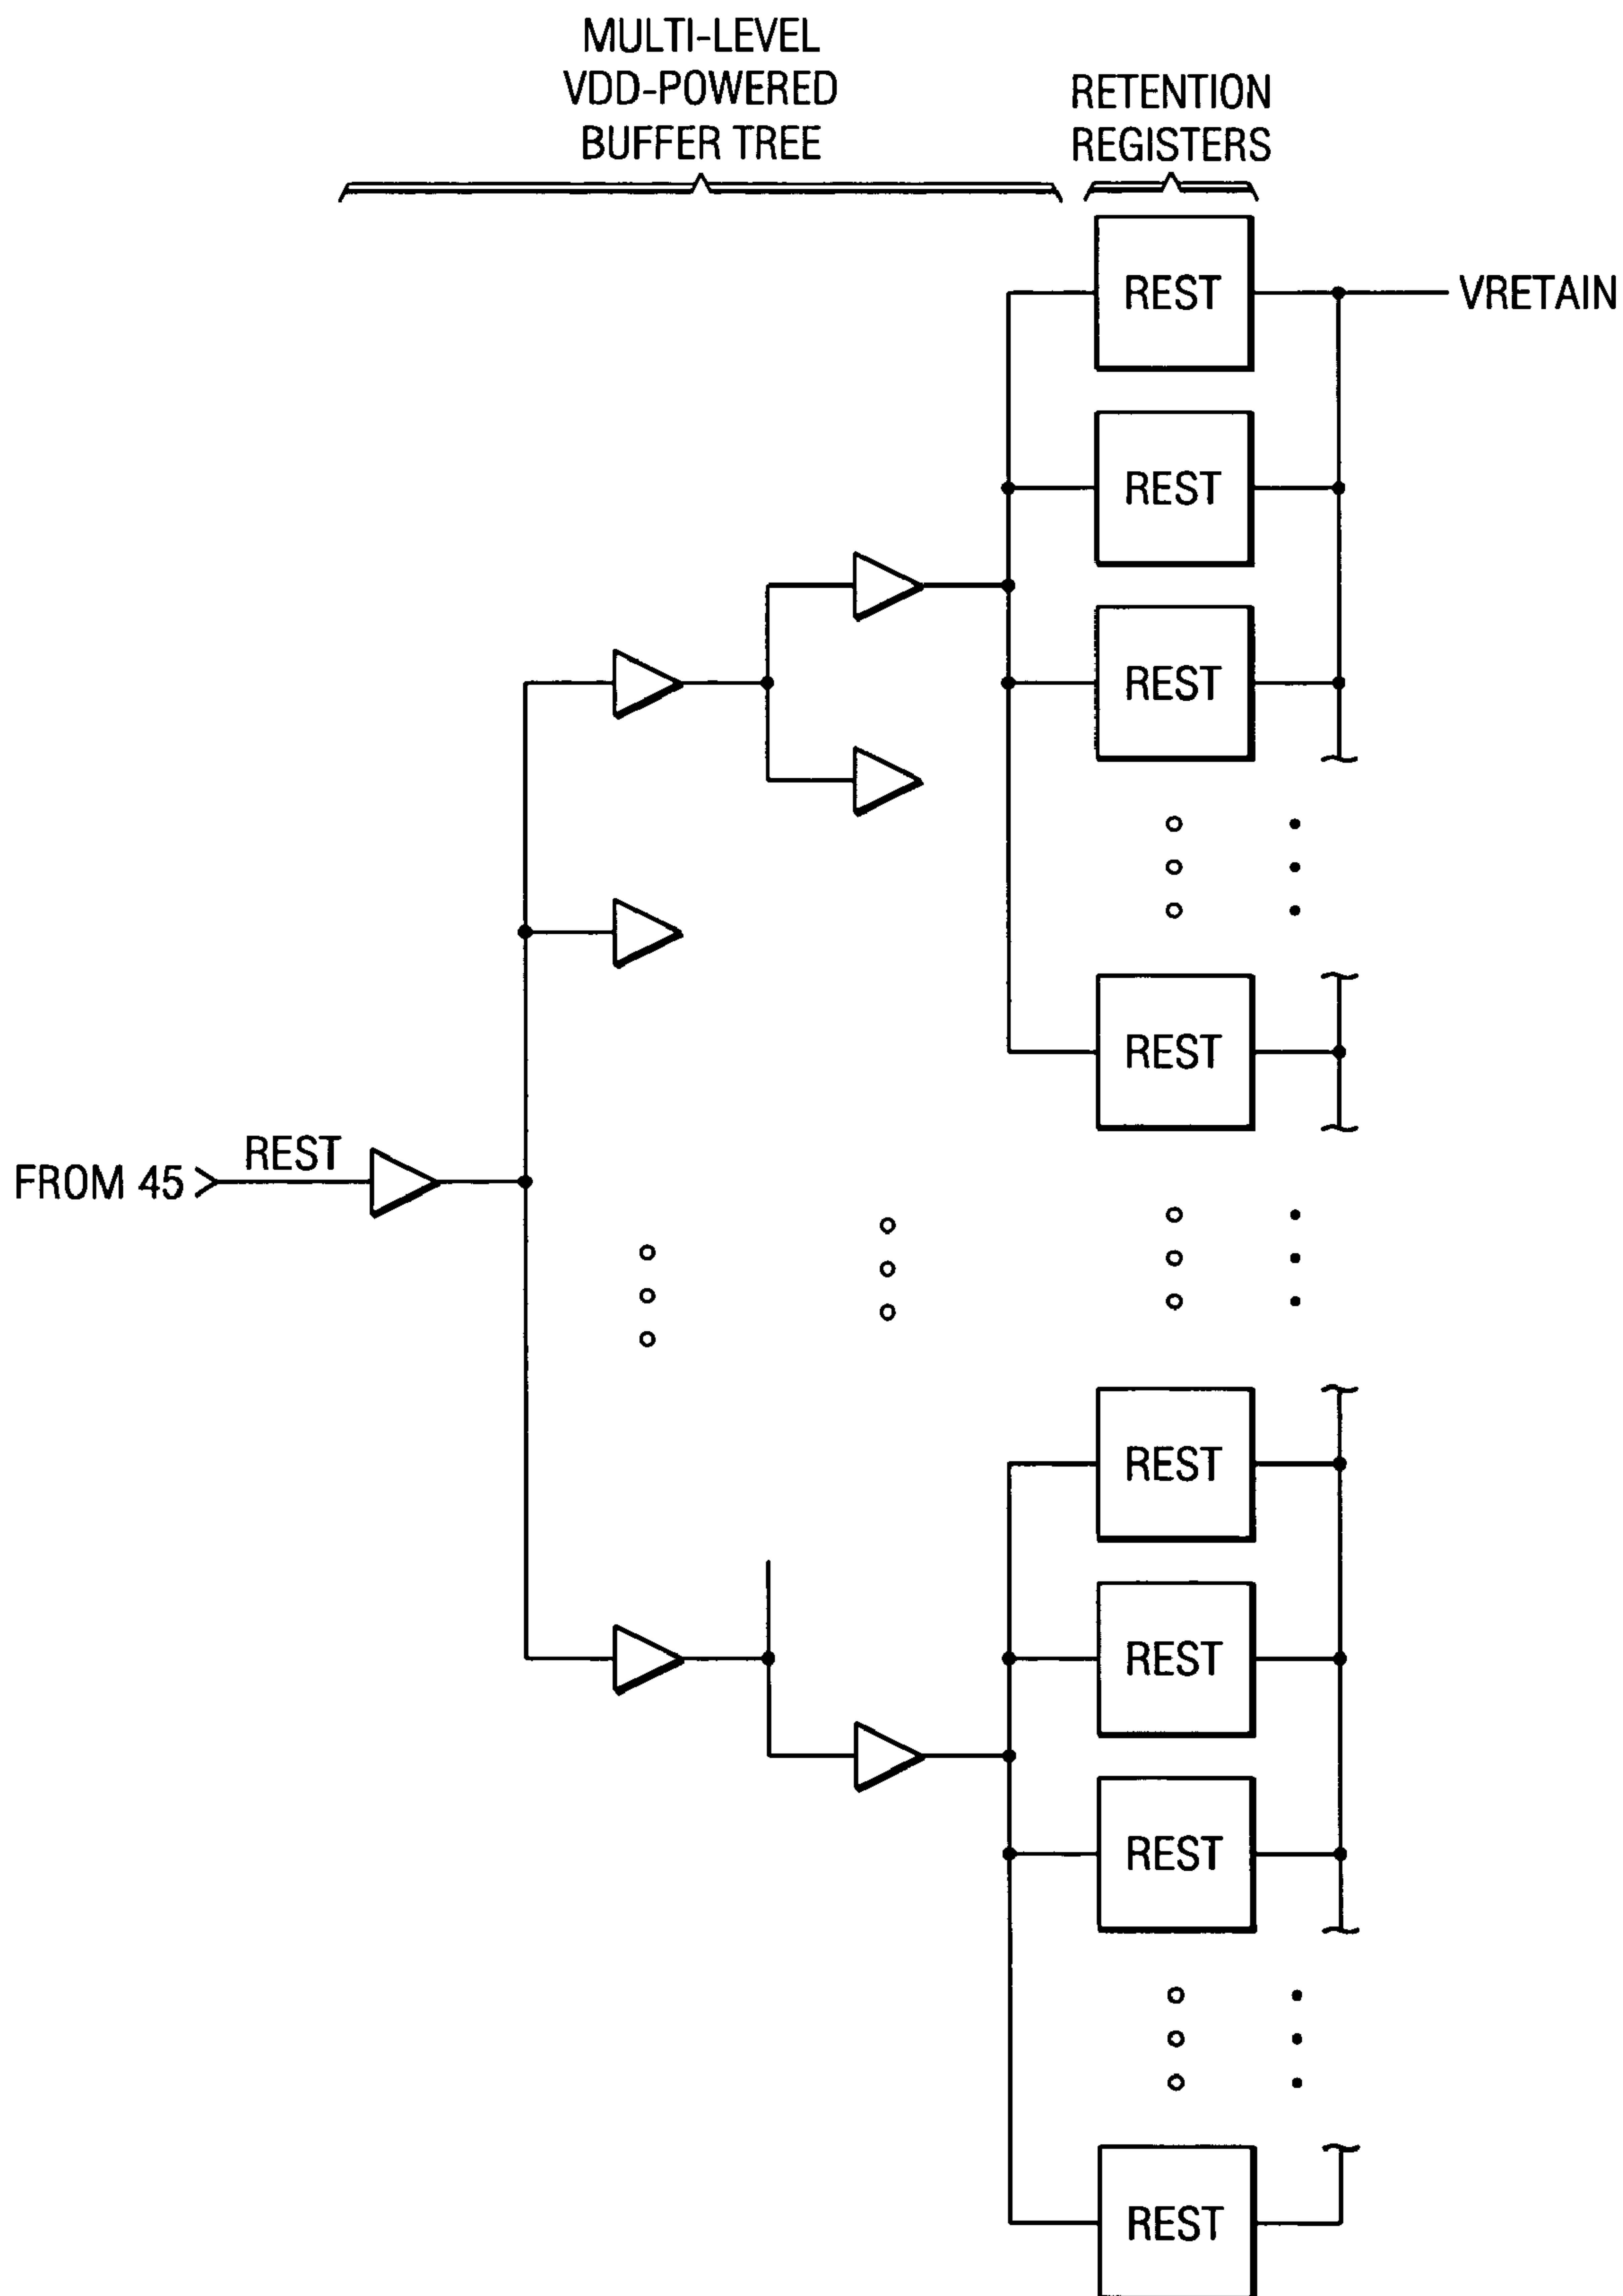 MULTI-LEVEL
VDD-POWERED
BUFFER TREE
RETENTION
REGISTERS
REST
VRETAIN
REST
REST
REST
REST
FROM 45
REST
REST
REST
REST